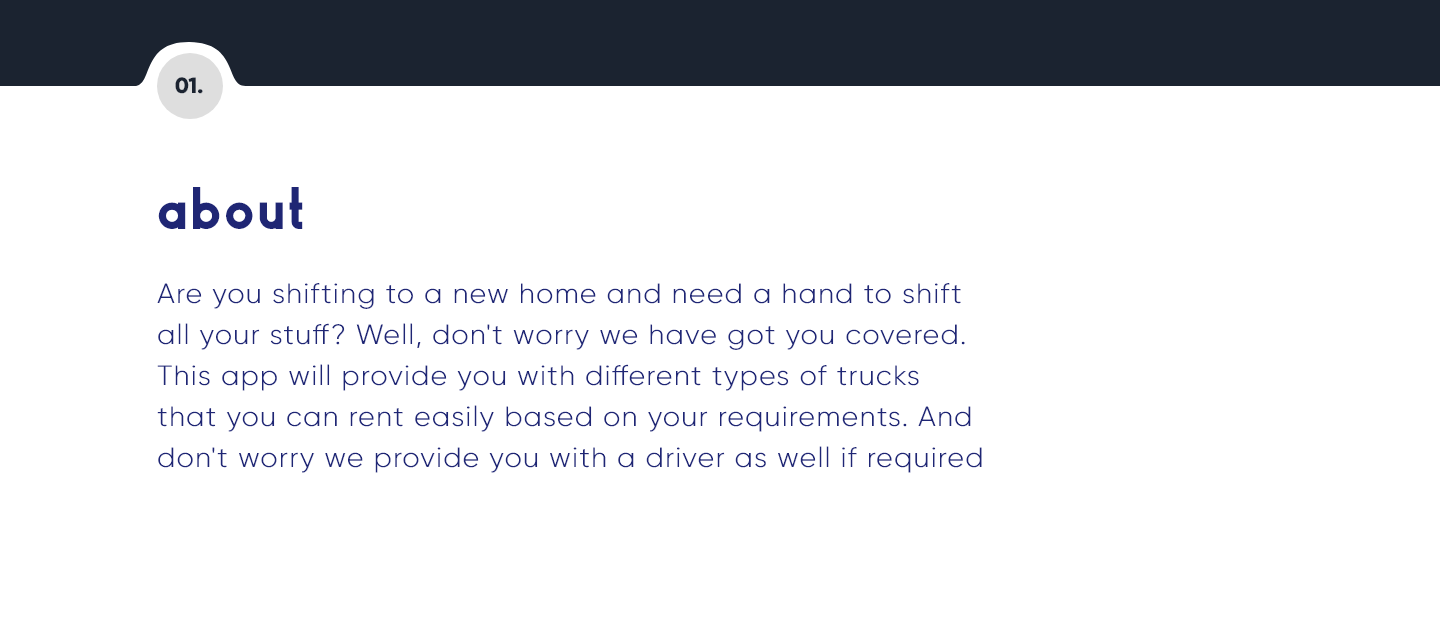 01.
about
Are you shifting to a new home and need a hand to shift
all your stuff? Well, don't worry we have got you covered.
This app will provide you with different types of trucks
that you can rent easily based on your requirements. And
don't worry we provide you with a driver as well if required